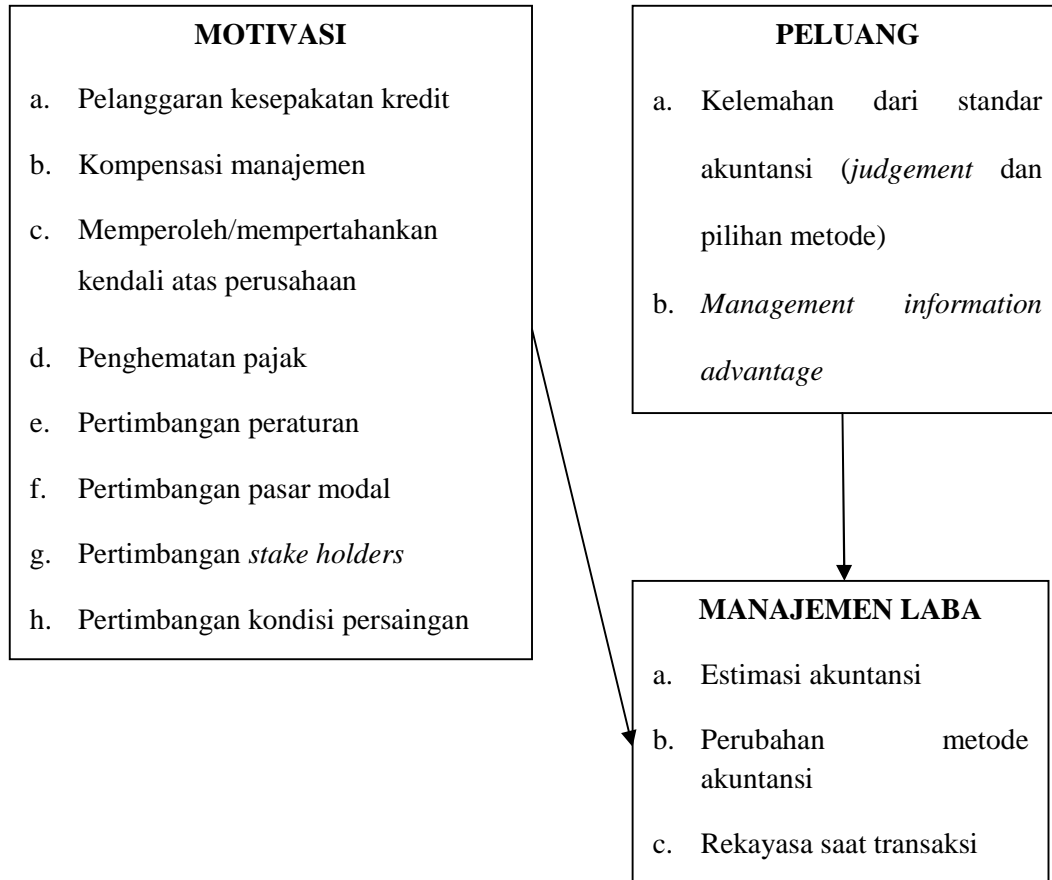 MOTIVASI
a. Pelanggaran kesepakatan kredit
b. Kompensasi manajemen
c. Memperoleh/mempertahankan
kendali atas perusahaan
d. Penghematan pajak
e. Pertimbangan peraturan
f. Pertimbangan pasar modal
g. Pertimbangan stake holders
h. Pertimbangan kondisi persaingan
PELUANG
a. Kelemahan dari standar
akuntansi (judgement dan
pilihan metode)
b. Management information
advantage
MANAJEMEN LABA
a. Estimasi akuntansi
b. Perubahan metode
akuntansi
c. Rekayasa saat transaksi